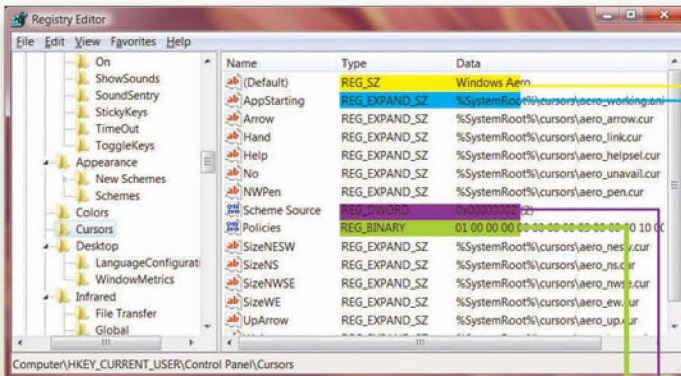 Registry Editor
File Edit View Favorites Help
On
ShowSounds
SoundSentry
StickyKeys
TimeOut
ToggleKeys
Appearance
New Schemes
Schemes
Colors
Cursors
Desktop
LanguageConfigurati
WindowMetrics
Infrared
File Transfer
Global
Name Type Data
(Default) REG_SZ Windows Aero
AppStarting REG_EXPAND_SZ %SystemRoot%\cursors\aero_working.ani
Arrow REG_EXPAND_SZ %SystemRoot%\cursors\aero_arrow.cur
Hand REG_EXPAND_SZ %SystemRoot%\cursors\aero_link.cur
Help REG_EXPAND_SZ %SystemRoot%\cursors\aero_helpsel.cur
No REG_EXPAND_SZ %SystemRoot%\cursors\aero_unavail.cur
NWPen REG_EXPAND_SZ %SystemRoot%\cursors\aero_pen.cur
Scheme Source REG_DWORD 0x00000002 (2)
Policies REG_BINARY 01 00 00 00
SizeNESW REG_EXPAND_SZ %SystemRoot%\cursors\aero_nesw.cur
SizeNS REG_EXPAND_SZ %SystemRoot%\cursors\aero_ns.cur
SizeNWSE REG_EXPAND_SZ %SystemRoot%\cursors\aero_nwse.cur
SizeWE REG_EXPAND_SZ %SystemRoot%\cursors\aero_ew.cur
UpArrow REG_EXPAND_SZ %SystemRoot%\cursors\aero_up.cur
Computer\HKEY_CURRENT_USER\Control Panel\Cursors